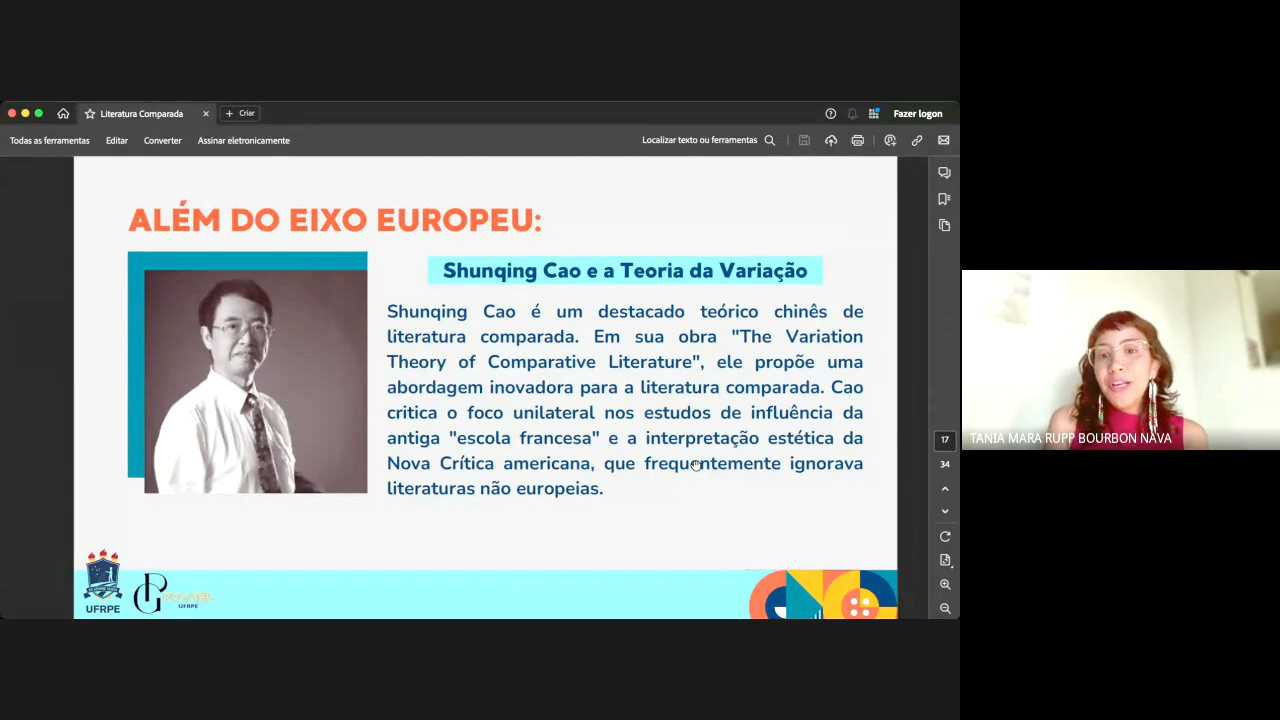 Literatura Comparada
Criar
Fazer logon
Todas as ferramentas
Editar
Converter
Assinar eletronicamente
Localizar texto ou ferramentas
ALÉM DO EIXO EUROPEU:
Shunqing Cao e a Teoria da Variação
Shunqing Cao é um destacado teórico chinês de
literatura comparada. Em sua obra "The Variation
Theory of Comparative Literature", ele propõe uma
abordagem inovadora para a literatura comparada. Cao
critica o foco unilateral nos estudos de influência da
antiga "escola francesa" e a interpretação estética da
Nova Crítica americana, que frequentemente ignorava
literaturas não europeias.
17
34
TANIA MARA RUPP BOURBON NAVA
UFRPE
UFRPE